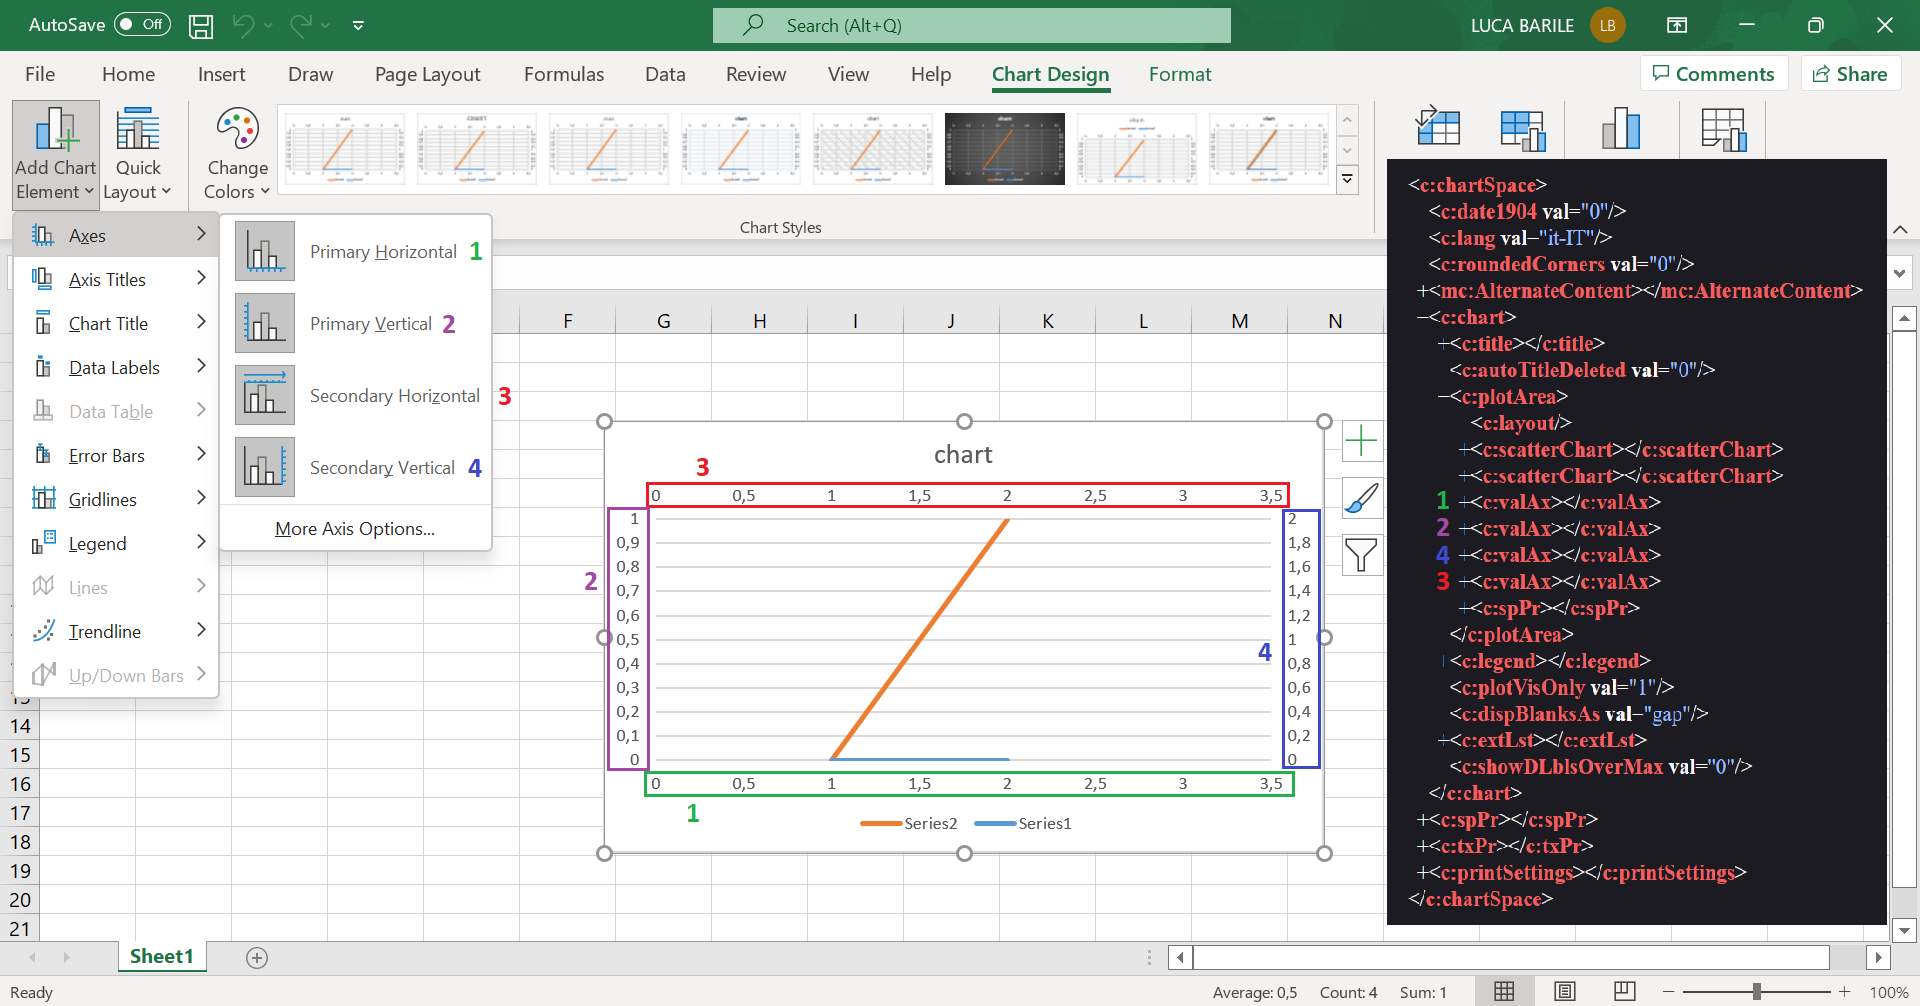 AutoSave Off
Search (Alt+Q)
LUCA BARILE LB
File Home Insert Draw Page Layout Formulas Data Review View Help Chart Design Format
Comments Share
Add Chart Element
Quick Layout
Change Colors
Chart Styles
Axes
Axis Titles
Chart Title
Data Labels
Data Table
Error Bars
Gridlines
Legend
Lines
Trendline
Up/Down Bars
Primary Horizontal 1
Primary Vertical 2
Secondary Horizontal 3
Secondary Vertical 4
More Axis Options...
F G H I J K L M N
14
15
16
17
18
19
20
21
chart
3
0 0,5 1 1,5 2 2,5 3 3,5
1
0,9
0,8
0,7
0,6
0,5
0,4
0,3
0,2
0,1
0
2
2
1,8
1,6
1,4
1,2
1
0,8
0,6
0,4
0,2
0
4
0 0,5 1 1,5 2 2,5 3 3,5
1
Series2 Series1
<c:chartSpace>
<c:date1904 val="0"/>
<c:lang val="it-IT"/>
<c:roundedCorners val="0"/>
+<mc:AlternateContent></mc:AlternateContent>
−<c:chart>
+<c:title></c:title>
<c:autoTitleDeleted val="0"/>
−<c:plotArea>
<c:layout/>
+<c:scatterChart></c:scatterChart>
+<c:scatterChart></c:scatterChart>
1 +<c:valAx></c:valAx>
2 +<c:valAx></c:valAx>
4 +<c:valAx></c:valAx>
3 +<c:valAx></c:valAx>
+<c:spPr></c:spPr>
</c:plotArea>
<c:legend></c:legend>
<c:plotVisOnly val="1"/>
<c:dispBlanksAs val="gap"/>
+<c:extLst></c:extLst>
<c:showDLblsOverMax val="0"/>
</c:chart>
+<c:spPr></c:spPr>
+<c:txPr></c:txPr>
+<c:printSettings></c:printSettings>
</c:chartSpace>
Sheet1
Ready
Average: 0,5 Count: 4 Sum: 1
100%